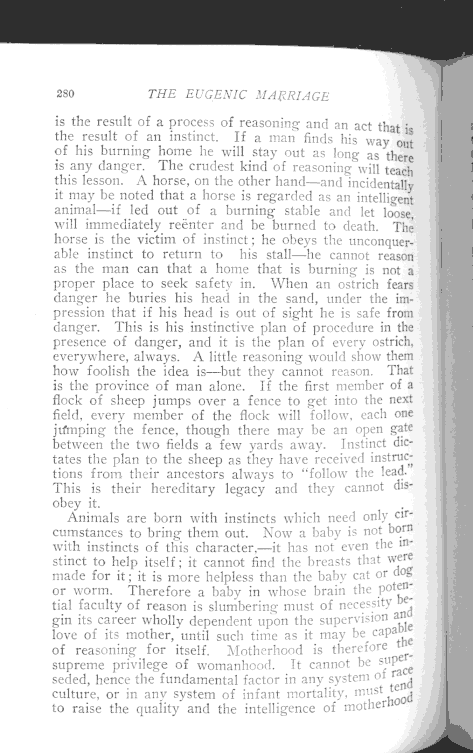 280 THE EUGENIC MARRIAGE
is the result of a process of reasoning and an act that is
the result of an instinct. If a man finds his way out
of his burning home he will stay out as long as there
is any danger. The crudest kind of reasoning will teach
this lesson. A horse, on the other hand—and incidentally
it may be noted that a horse is regarded as an intelligent
animal—if led out of a burning stable and let loose,
will immediately reënter and be burned to death. The
horse is the victim of instinct; he obeys the unconquer-
able instinct to return to his stall—he cannot reason
as the man can that a home that is burning is not a
proper place to seek safety in. When an ostrich fears
danger he buries his head in the sand, under the im-
pression that if his head is out of sight he is safe from
danger. This is his instinctive plan of procedure in the
presence of danger, and it is the plan of every ostrich,
everywhere, always. A little reasoning would show them
how foolish the idea is—but they cannot reason. That
is the province of man alone. If the first member of a
flock of sheep jumps over a fence to get into the next
field, every member of the flock will follow, each one
jumping the fence, though there may be an open gate
between the two fields a few yards away. Instinct dic-
tates the plan to the sheep as they have received instruc-
tions from their ancestors always to "follow the lead."
This is their hereditary legacy and they cannot dis-
obey it.
Animals are born with instincts which need only cir-
cumstances to bring them out. Now a baby is not born
with instincts of this character,—it has not even the in-
stinct to help itself; it cannot find the breasts that were
made for it; it is more helpless than the baby cat or dog
or worm. Therefore a baby in whose brain the poten-
tial faculty of reason is slumbering must of necessity be-
gin its career wholly dependent upon the supervision and
love of its mother, until such time as it may be capable
of reasoning for itself. Motherhood is therefore the
supreme privilege of womanhood. It cannot be super-
seded, hence the fundamental factor in any system of race
culture, or in any system of infant mortality, must tend
to raise the quality and the intelligence of motherhood